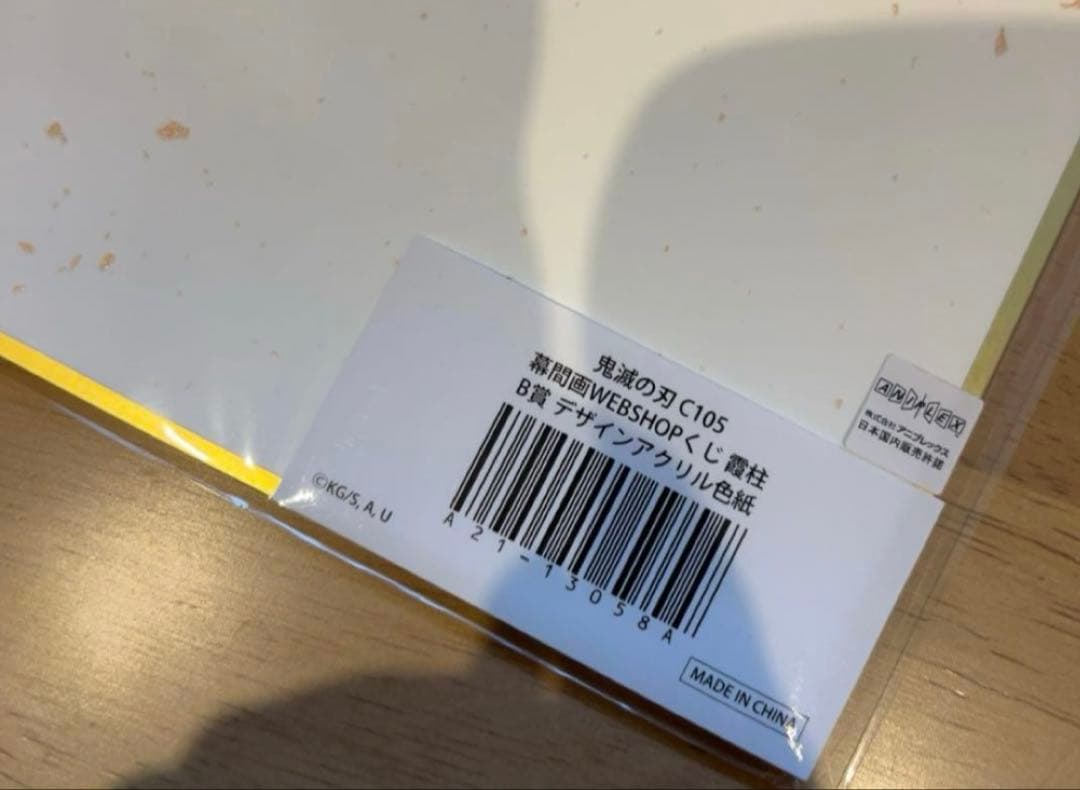 鬼滅の刃 C105
幕間画WEBSHOPくじ 霞柱
B賞 デザインアクリル色紙
A21-13058A
©KG/S, A, U
MADE IN CHINA
ANIPLEX
株式会社アニプレックス
日本国内販売許諾